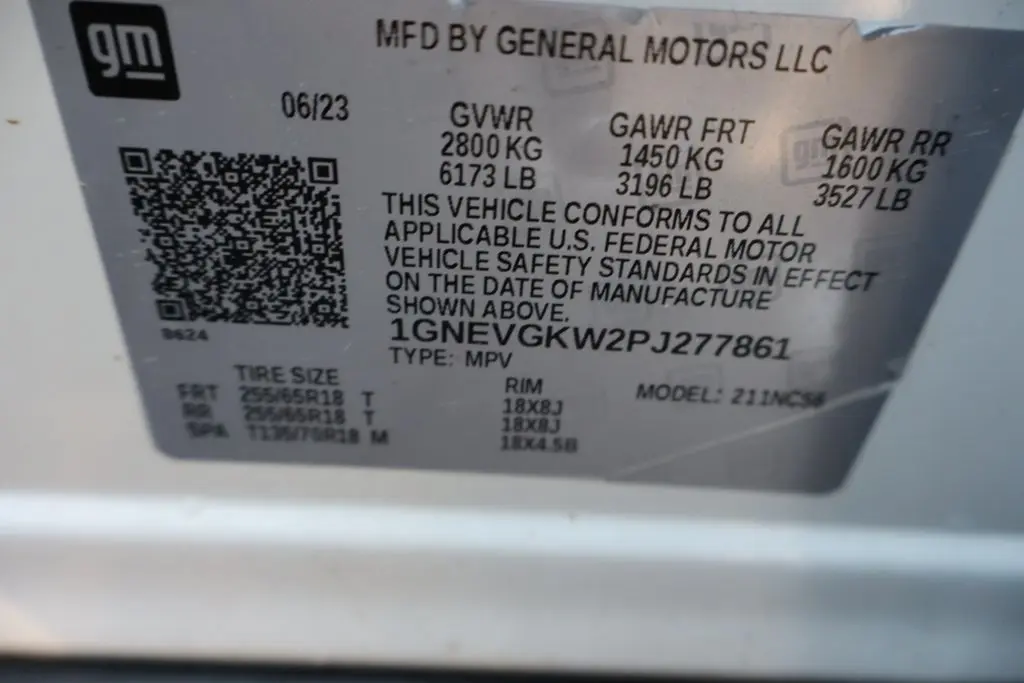 gm
MFD BY GENERAL MOTORS LLC
06/23
GVWR GAWR FRT GAWR RR
2800 KG 1450 KG 1600 KG
6173 LB 3196 LB 3527 LB
THIS VEHICLE CONFORMS TO ALL
APPLICABLE U.S. FEDERAL MOTOR
VEHICLE SAFETY STANDARDS IN EFFECT
ON THE DATE OF MANUFACTURE
SHOWN ABOVE.
1GNEVGKW2PJ277861
TYPE: MPV
TIRE SIZE RIM MODEL:
FRT 255/65R18 T 18X8J
RR 255/65R18 T 18X8J
SPA T135/70R18 M 18X4.5B